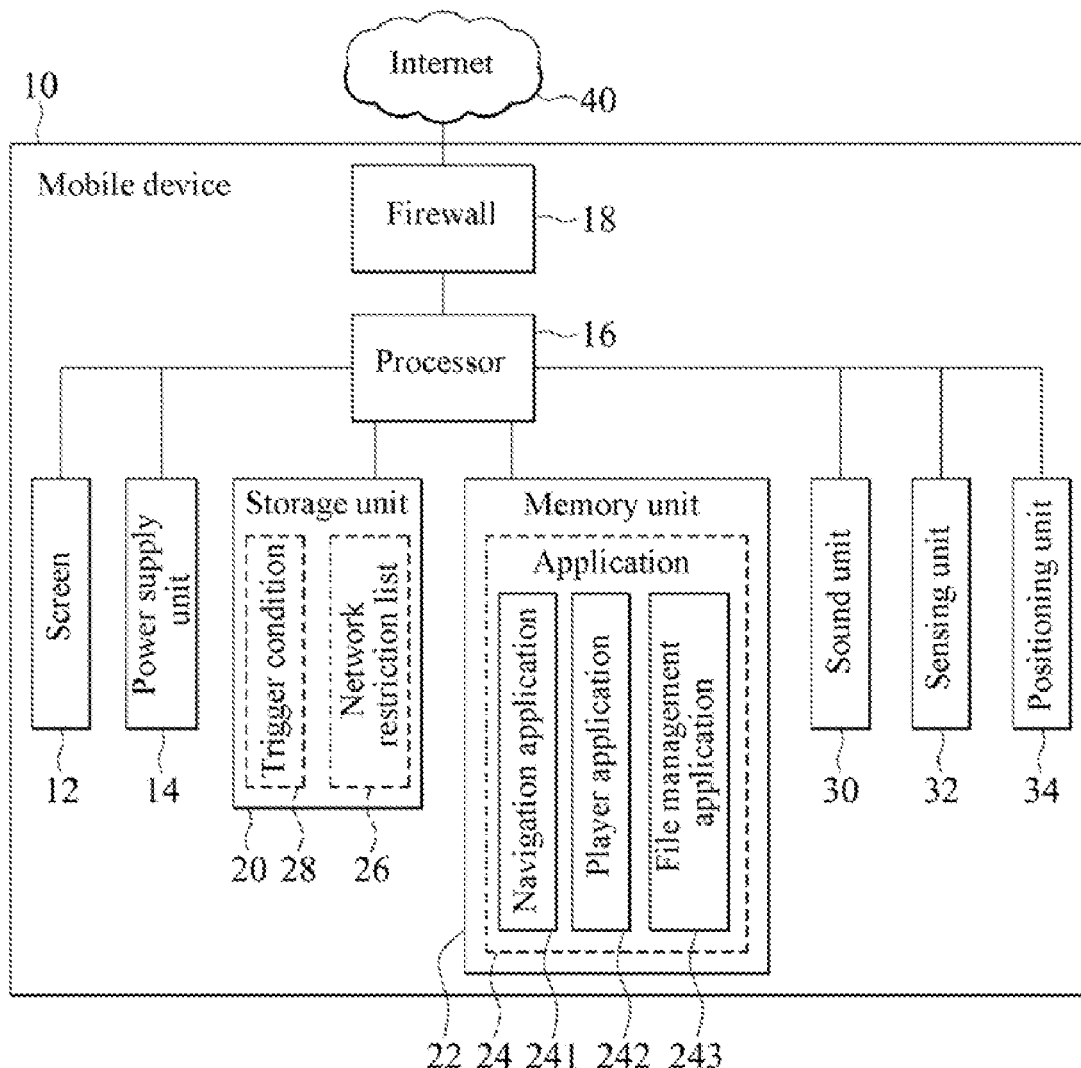 Internet
10
40
Mobile device
Firewall
18
16
Processor
Screen
Power supply
unit
Storage unit
Trigger condition
Network
restriction list
Memory unit
Application
Navigation application
Player application
File management
application
Sound unit
Sensing unit
Positioning unit
12
14
20
28
26
30
32
34
22
24
241
242
243